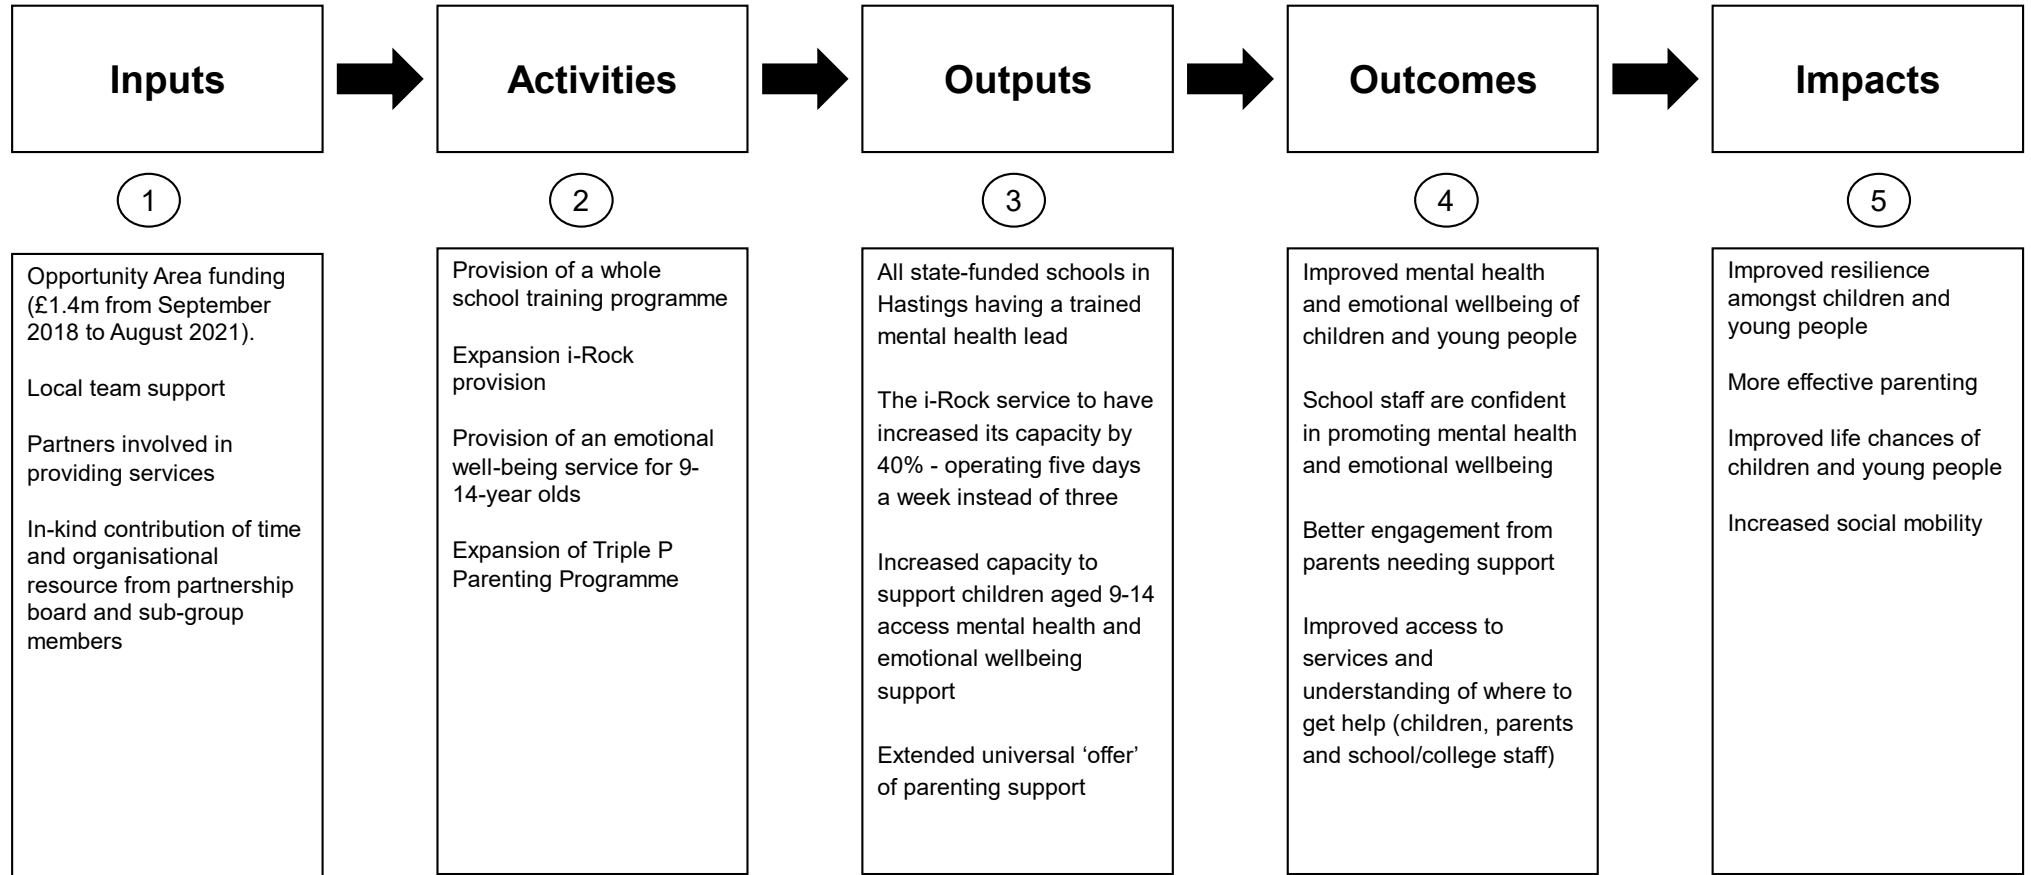 Inputs
Activities
Outputs
Outcomes
Impacts
1
2
3
4
5
Opportunity Area funding
(£1.4m from September
2018 to August 2021).
Local team support
Partners involved in
providing services
In-kind contribution of time
and organisational
resource from partnership
board and sub-group
members
Provision of a whole
school training programme
Expansion i-Rock
provision
Provision of an emotional
well-being service for 9-
14-year olds
Expansion of Triple P
Parenting Programme
All state-funded schools in
Hastings having a trained
mental health lead
The i-Rock service to have
increased its capacity by
40% - operating five days
a week instead of three
Increased capacity to
support children aged 9-14
access mental health and
emotional wellbeing
support
Extended universal ‘offer’
of parenting support
Improved mental health
and emotional wellbeing of
children and young people
School staff are confident
in promoting mental health
and emotional wellbeing
Better engagement from
parents needing support
Improved access to
services and
understanding of where to
get help (children, parents
and school/college staff)
Improved resilience
amongst children and
young people
More effective parenting
Improved life chances of
children and young people
Increased social mobility